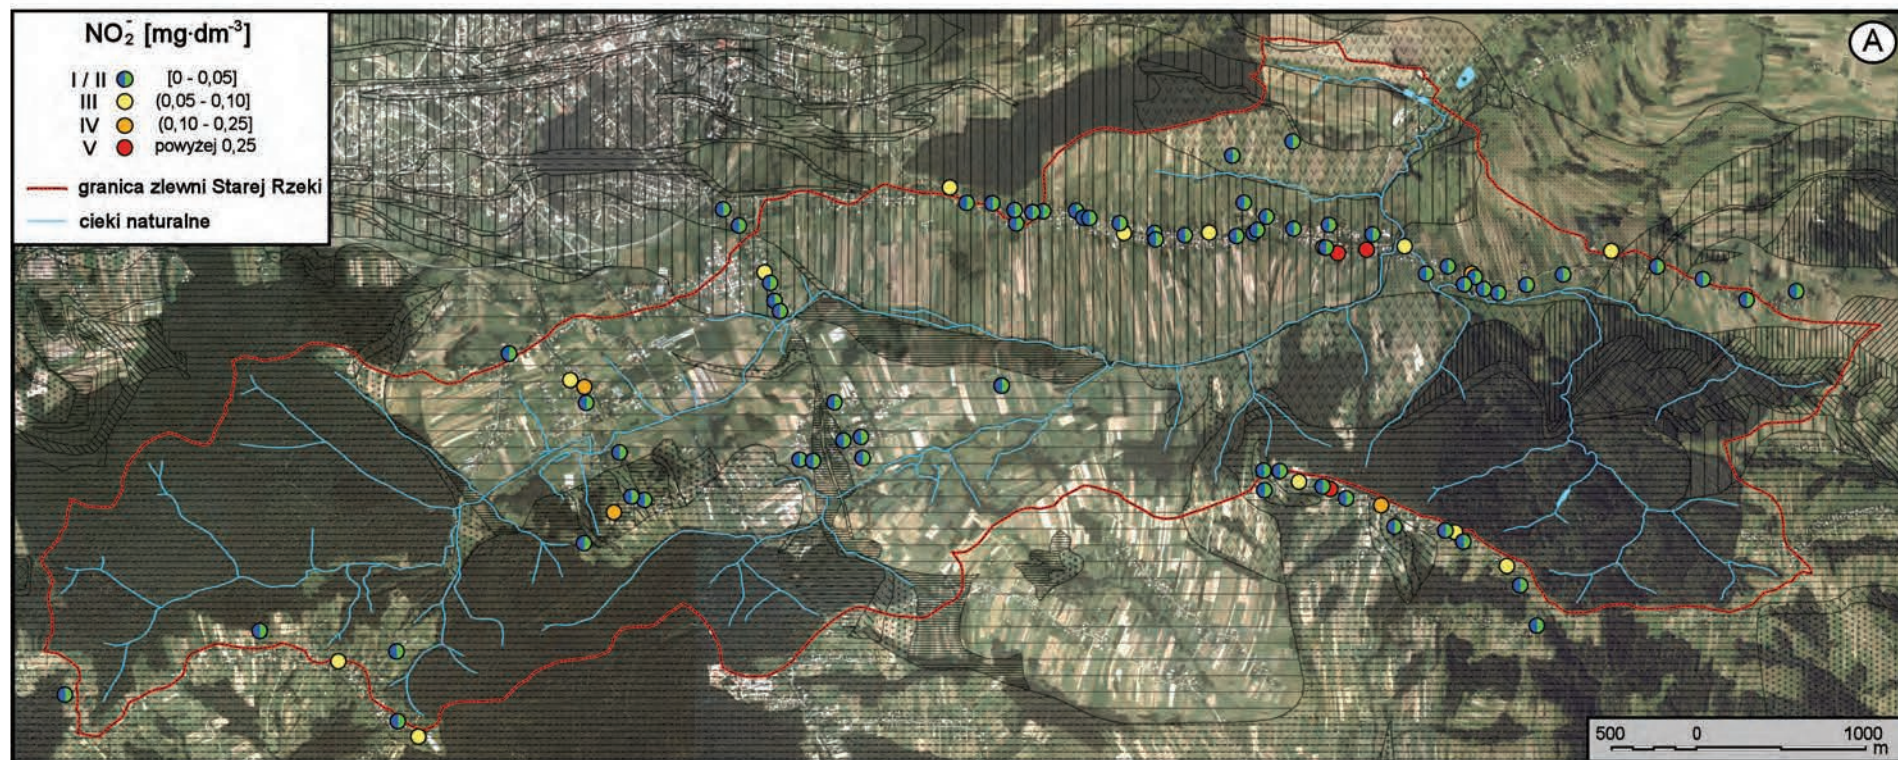 NO₂⁻ [mg·dm⁻³]
I / II [0 - 0,05]
III (0,05 - 0,10]
IV (0,10 - 0,25]
V powyżej 0,25
granica zlewni Starej Rzeki
cieki naturalne
A
500 0 1000
m